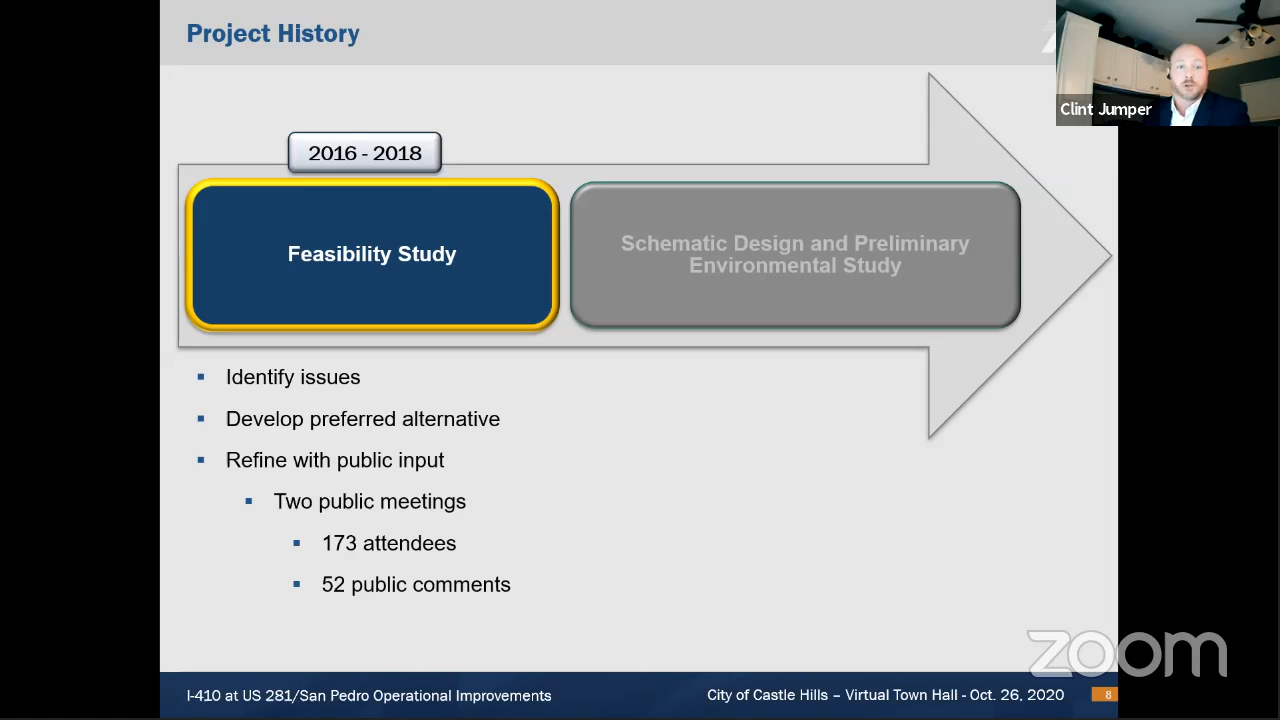 Project History
Clint Jumper
2016 - 2018
Feasibility Study
Schematic Design and Preliminary
Environmental Study
Identify issues
Develop preferred alternative
Refine with public input
Two public meetings
173 attendees
52 public comments
zoom
I-410 at US 281/San Pedro Operational Improvements
City of Castle Hills – Virtual Town Hall - Oct. 26, 2020
8